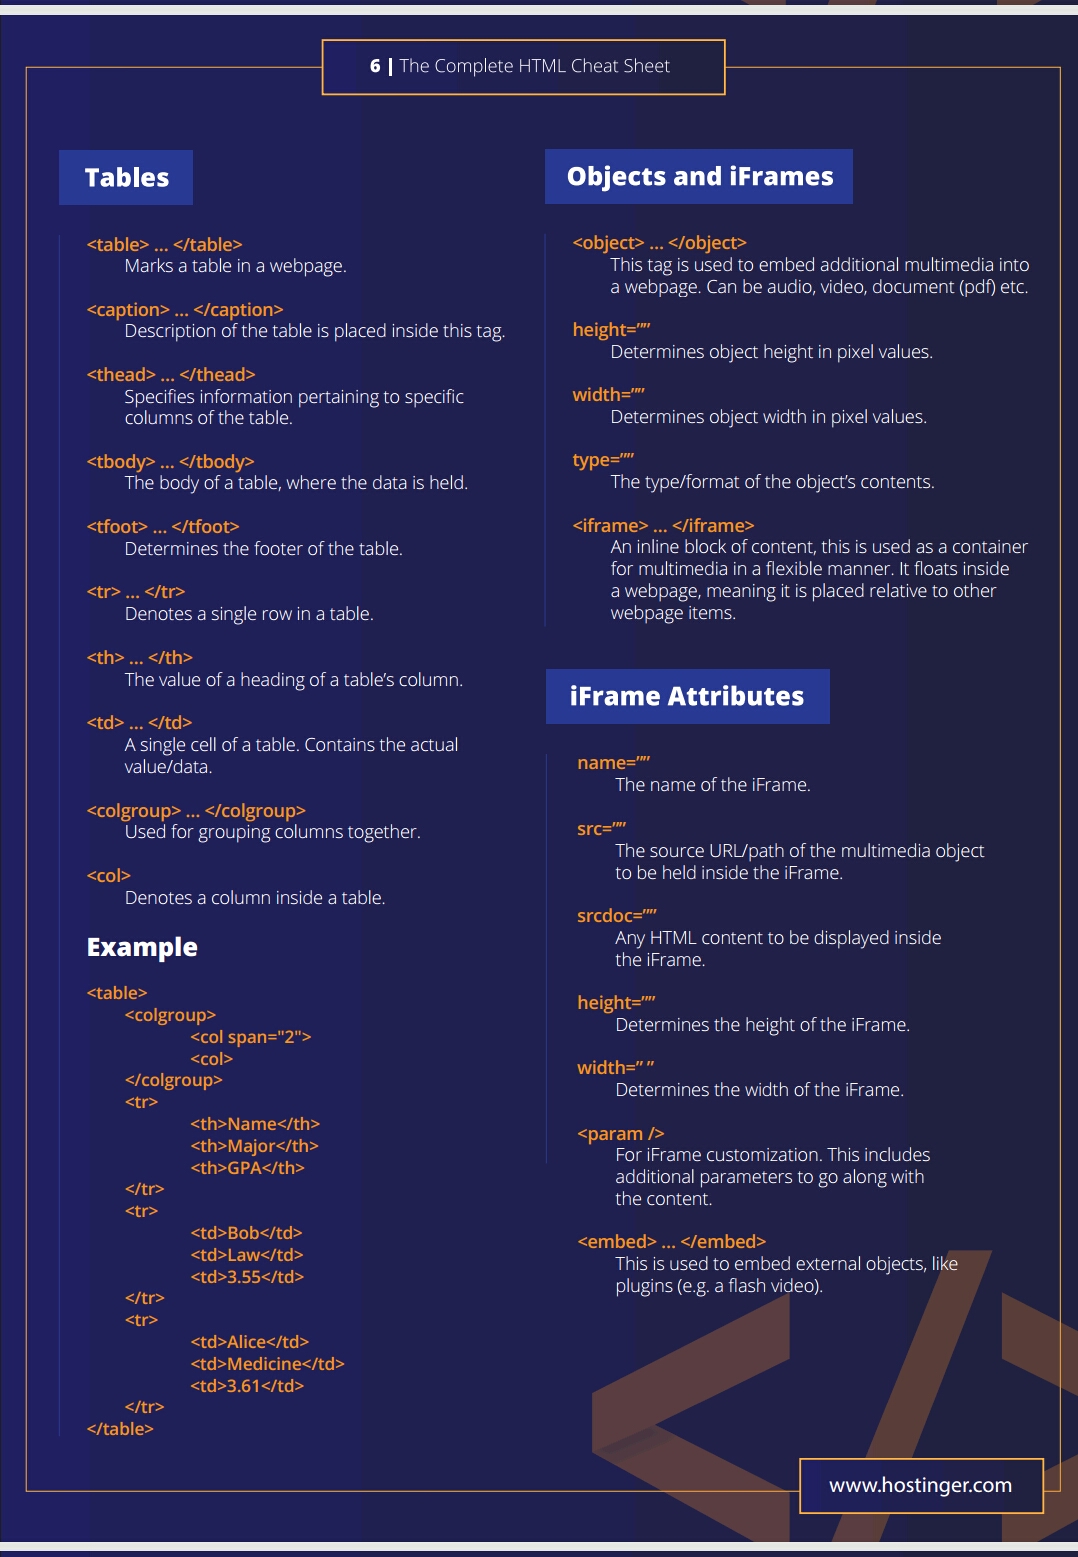 6 | The Complete HTML Cheat Sheet
Tables
<table> ... </table>
Marks a table in a webpage.
<caption> ... </caption>
Description of the table is placed inside this tag.
<thead> ... </thead>
Specifies information pertaining to specific
columns of the table.
<tbody> ... </tbody>
The body of a table, where the data is held.
<tfoot> ... </tfoot>
Determines the footer of the table.
<tr> ... </tr>
Denotes a single row in a table.
<th> ... </th>
The value of a heading of a table’s column.
<td> ... </td>
A single cell of a table. Contains the actual
value/data.
<colgroup> ... </colgroup>
Used for grouping columns together.
<col>
Denotes a column inside a table.
Example
<table>
<colgroup>
<col span="2">
<col>
</colgroup>
<tr>
<th>Name</th>
<th>Major</th>
<th>GPA</th>
</tr>
<tr>
<td>Bob</td>
<td>Law</td>
<td>3.55</td>
</tr>
<tr>
<td>Alice</td>
<td>Medicine</td>
<td>3.61</td>
</tr>
</table>
Objects and iFrames
<object> ... </object>
This tag is used to embed additional multimedia into
a webpage. Can be audio, video, document (pdf) etc.
height=””
Determines object height in pixel values.
width=””
Determines object width in pixel values.
type=””
The type/format of the object’s contents.
<iframe> ... </iframe>
An inline block of content, this is used as a container
for multimedia in a flexible manner. It floats inside
a webpage, meaning it is placed relative to other
webpage items.
iFrame Attributes
name=””
The name of the iFrame.
src=””
The source URL/path of the multimedia object
to be held inside the iFrame.
srcdoc=””
Any HTML content to be displayed inside
the iFrame.
height=””
Determines the height of the iFrame.
width=” ”
Determines the width of the iFrame.
<param />
For iFrame customization. This includes
additional parameters to go along with
the content.
<embed> ... </embed>
This is used to embed external objects, like
plugins (e.g. a flash video).
www.hostinger.com